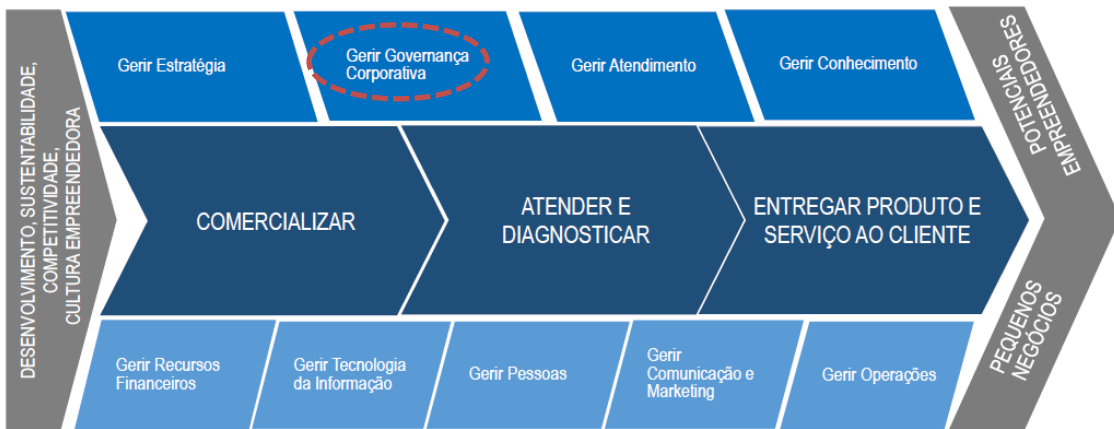 DESENVOLVIMENTO, SUSTENTABILIDADE,
COMPETITIVIDADE,
CULTURA EMPREENDEDORA
Gerir Estratégia
Gerir Governança
Corporativa
Gerir Atendimento
Gerir Conhecimento
COMERCIALIZAR
ATENDER E
DIAGNOSTICAR
ENTREGAR PRODUTO E
SERVIÇO AO CLIENTE
Gerir Recursos
Financeiros
Gerir Tecnologia
da Informação
Gerir Pessoas
Gerir
Comunicação e
Marketing
Gerir Operações
POTENCIAIS
EMPREENDEDORES
PEQUENOS
NEGÓCIOS